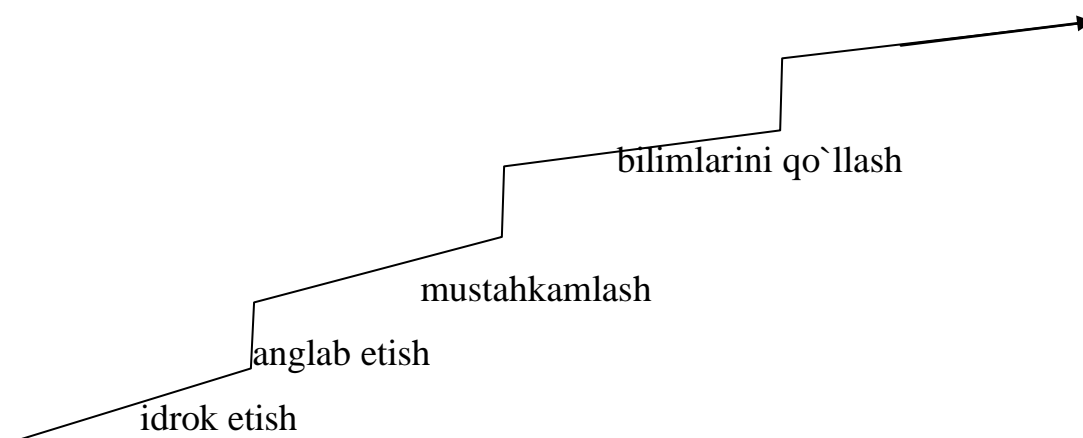 bilimlarini qo`llash
mustahkamlash
anglab etish
idrok etish